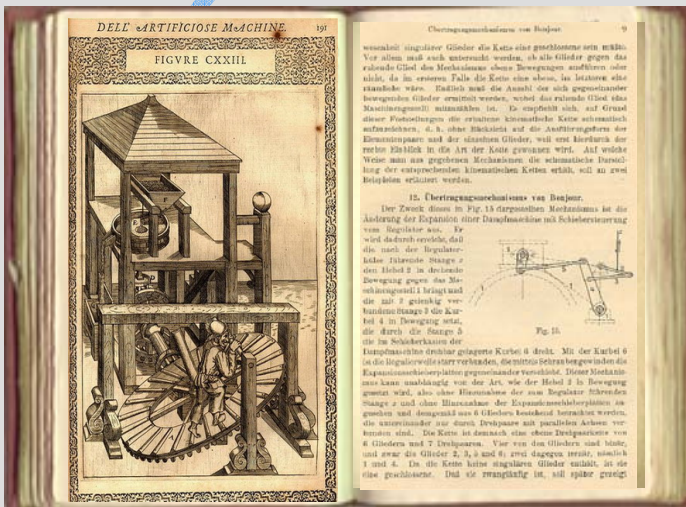 DELL' ARTIFICIOSE MACHINE.
191
FIGVRE CXXIII.
Übertragungsmechanismus von Bonjour.
9
wesenheit singulärer Glieder die Kette eine geschlossene sein müßte.
Vor allem muß auch untersucht werden, ob alle Glieder gegen das
ruhende Glied des Mechanismus ebene Bewegungen ausführen oder
nicht, da im ersteren Falle die Kette eine ebene, im letzteren eine
räumliche wäre. Endlich muß die Anzahl der sich gegeneinander
bewegenden Glieder ermittelt werden, wobei das ruhende Glied (das
Maschinengestell) mitzuzählen ist. Es empfiehlt sich, auf Grund
dieser Feststellungen die erhaltene kinematische Kette schematisch
aufzuzeichnen, d. h. ohne Rücksicht auf die Ausführungsform der
Elementenpaare und der einzelnen Glieder, weil erst hierdurch der
rechte Einblick in die Art der Kette gewonnen wird. Auf welche
Weise man aus gegebenen Mechanismen die schematische Darstel-
lung der entsprechenden kinematischen Ketten erhält, soll an zwei
Beispielen erläutert werden.
12. Übertragungsmechanismus von Bonjour.
Der Zweck dieses in Fig. 15 dargestellten Mechanismus ist die
Änderung der Expansion einer Dampfmaschine mit Schiebersteuerung
vom Regulator aus. Er
wird dadurch erreicht, daß
die nach der Regulator-
hülse führende Stange x
den Hebel 2 in drehende
Bewegung gegen das Ma-
schinengestell 1 bringt und
die mit 2 gelenkig ver-
bundene Stange 3 die Kur-
bel 4 in Bewegung setzt,
die durch die Stange 5
die im Schieberkasten der
Fig. 15.
Dampfmaschine drehbar gelagerte Kurbel 6 dreht. Mit der Kurbel 6
ist die Regulierwelle starr verbunden, die mittels Schraubengewinden die
Expansionsschieberplatten gegeneinander verschiebt. Dieser Mechanis-
mus kann unabhängig von der Art, wie der Hebel 2 in Bewegung
gesetzt wird, also ohne Hinzunahme der zum Regulator führenden
Stange x und ohne Hinzunahme der Expansionsschieberplatten an-
gesehen und demgemäß aus 6 Gliedern bestehend betrachtet werden,
die untereinander nur durch Drehpaare mit parallelen Achsen ver-
bunden sind. Die Kette ist demnach eine ebene Drehpaarkette von
6 Gliedern und 7 Drehpaaren. Vier von den Gliedern sind binär,
und zwar die Glieder 2, 3, 5 und 6; zwei dagegen ternär, nämlich
1 und 4. Da die Kette keine singulären Glieder enthält, ist sie
eine geschlossene. Daß sie zwangläufig ist, soll später gezeigt